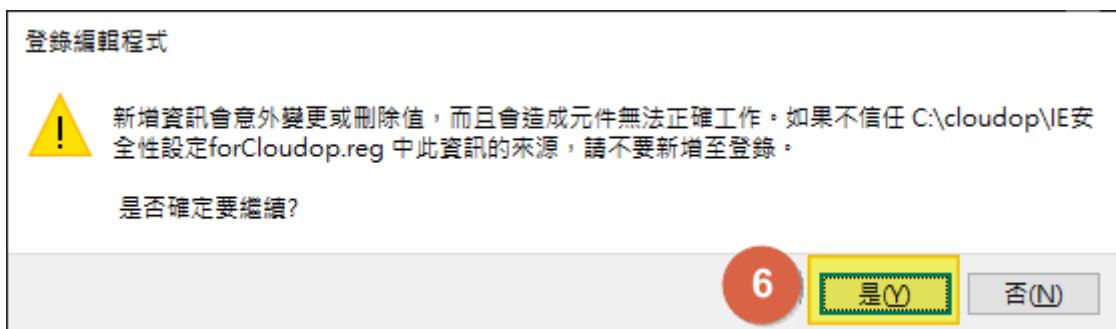 登錄編輯程式
新增資訊會意外變更或刪除值，而且會造成元件無法正確工作。如果不信任 C:\cloudop\IE安
全性設定forCloudop.reg 中此資訊的來源，請不要新增至登錄。
是否確定要繼續?
6 是(Y) 否(N)